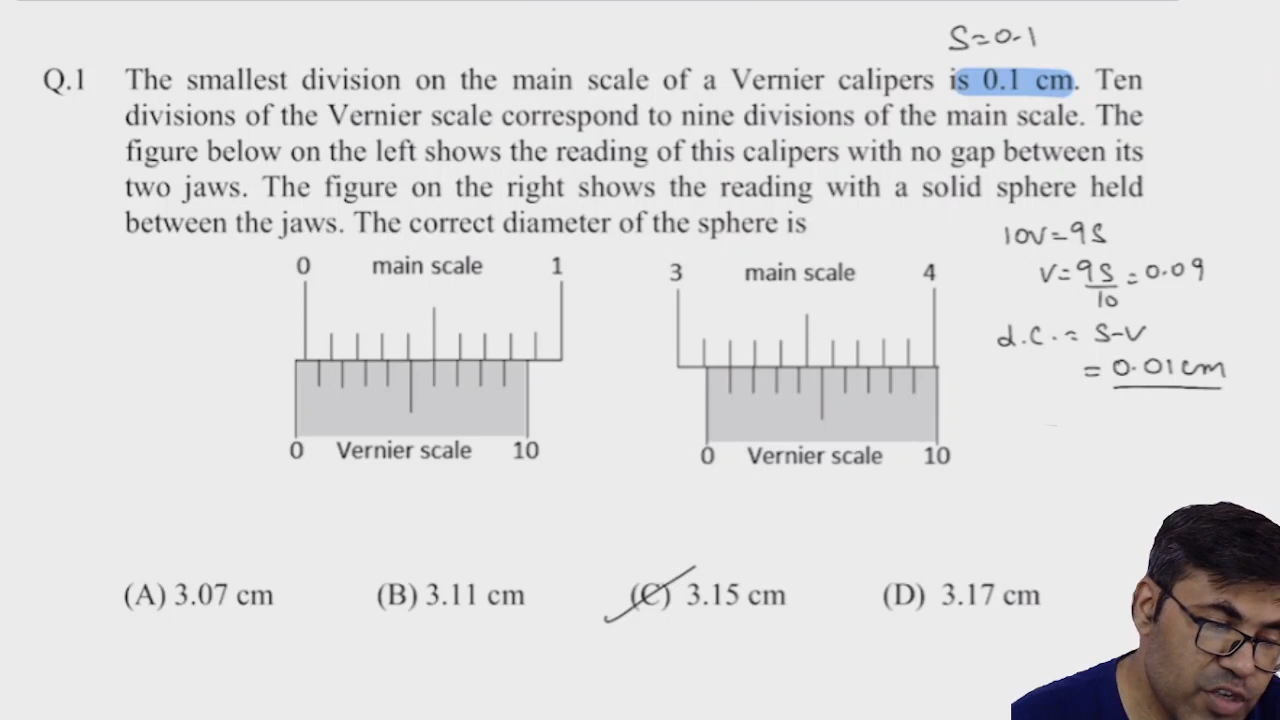 S=0.1
Q.1 The smallest division on the main scale of a Vernier calipers is 0.1 cm. Ten
divisions of the Vernier scale correspond to nine divisions of the main scale. The
figure below on the left shows the reading of this calipers with no gap between its
two jaws. The figure on the right shows the reading with a solid sphere held
between the jaws. The correct diameter of the sphere is
10V=9S
V=9S/10=0.09
d.C.= S-V
= 0.01cm
0 main scale 1
0 Vernier scale 10
3 main scale 4
0 Vernier scale 10
(A) 3.07 cm (B) 3.11 cm (C) 3.15 cm (D) 3.17 cm